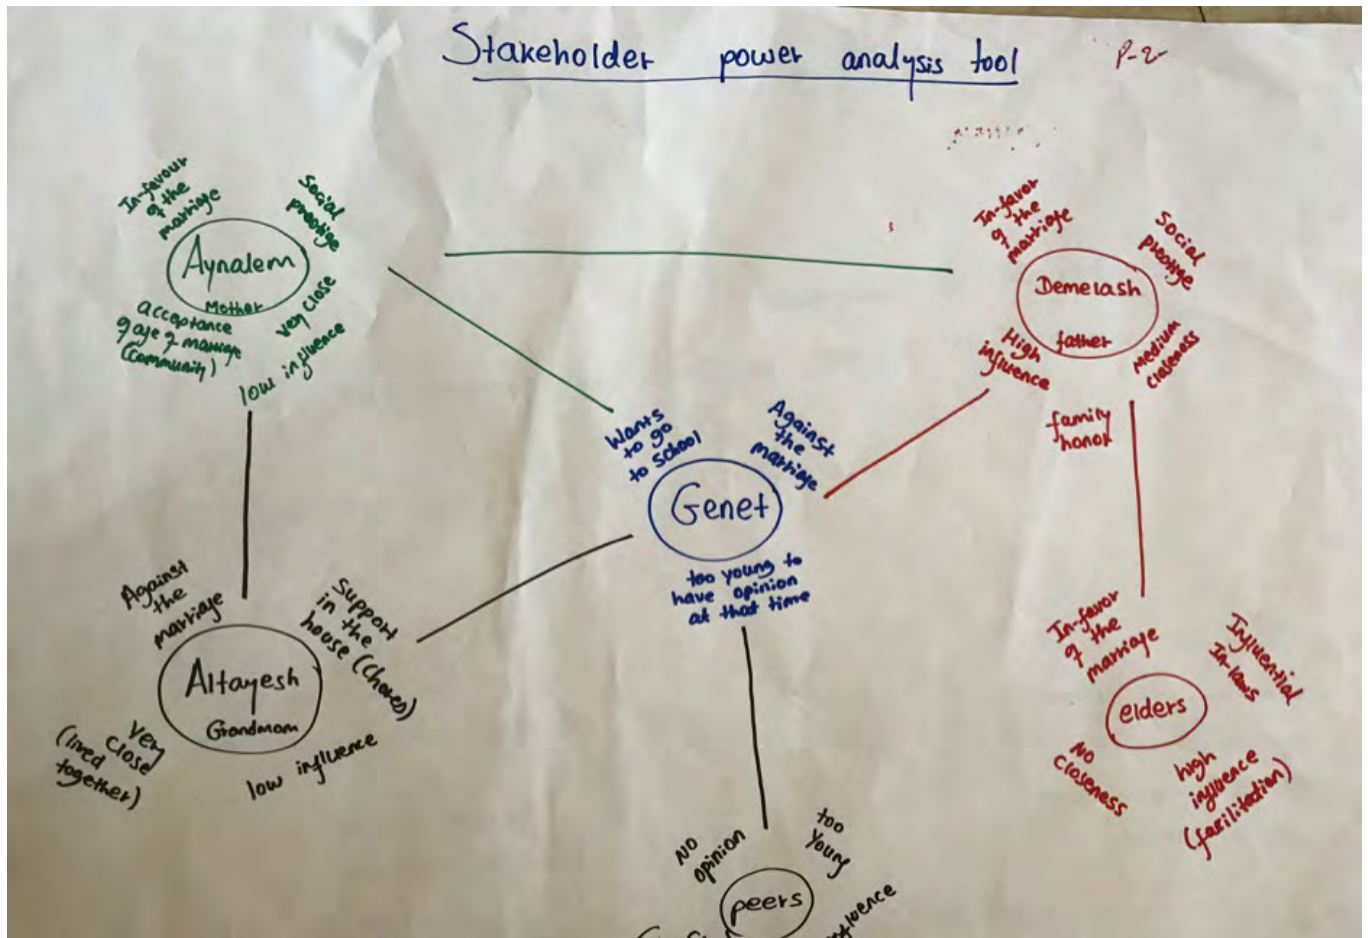 Stakeholder power analysis tool
P-2-
In-favour
of the
marriage
Social
prestige
Aynalem
Mother
acceptance
of age of marriage
(community)
very close
low influence
In-favor
of the
marriage
Social
prestige
Demelash
father
High
influence
Medium
closeness
family
honor
Wants
to go
to school
Against
the
marriage
Genet
too young to
have opinion
at that time
Against
the
marriage
Support
in the
house (Chores)
Altayesh
Grandmom
very
close
(lived
together)
low influence
In-favor
of the
marriage
Influential
In-laws
elders
No
closeness
high
influence
(facilitation)
No
opinion
too
young
peers
influence